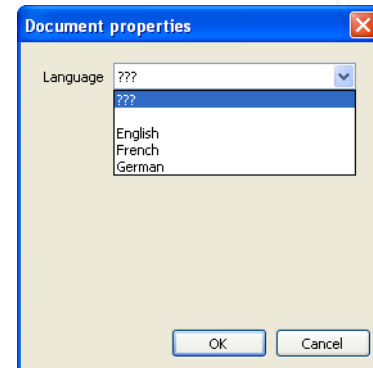 Document properties
Language ???
???
English
French
German
OK Cancel